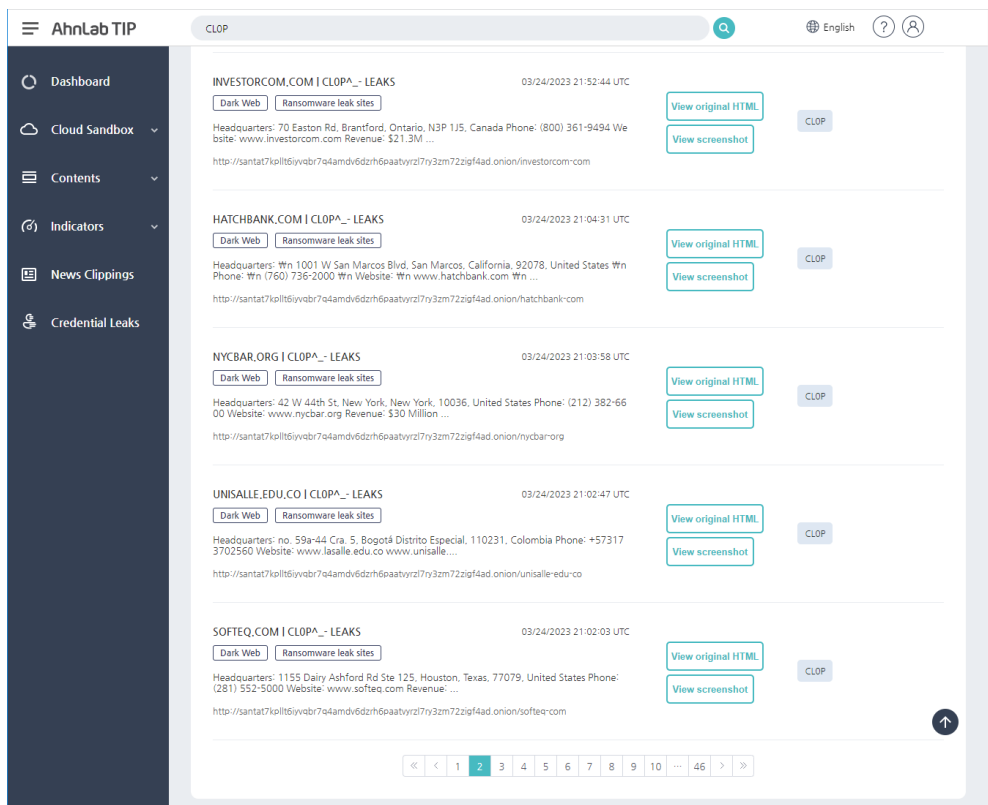 AhnLab TIP
CL0P
English
?
Dashboard
Cloud Sandbox
Contents
Indicators
News Clippings
Credential Leaks
INVESTORCOM.COM | CL0P^_- LEAKS
03/24/2023 21:52:44 UTC
Dark Web
Ransomware leak sites
Headquarters: 70 Easton Rd, Brantford, Ontario, N3P 1J5, Canada Phone: (800) 361-9494 We
bsite: www.investorcom.com Revenue: $21.3M ...
http://santat7kpllt6iyvqbr7q4amdv6dzrh6paatvyrzl7ry3zm72zigf4ad.onion/investorcom-com
View original HTML
View screenshot
CL0P
HATCHBANK.COM | CL0P^_- LEAKS
03/24/2023 21:04:31 UTC
Dark Web
Ransomware leak sites
Headquarters: ₩n 1001 W San Marcos Blvd, San Marcos, California, 92078, United States ₩n
Phone: ₩n (760) 736-2000 ₩n Website: ₩n www.hatchbank.com ₩n ...
http://santat7kpllt6iyvqbr7q4amdv6dzrh6paatvyrzl7ry3zm72zigf4ad.onion/hatchbank-com
View original HTML
View screenshot
CL0P
NYCBAR.ORG | CL0P^_- LEAKS
03/24/2023 21:03:58 UTC
Dark Web
Ransomware leak sites
Headquarters: 42 W 44th St, New York, New York, 10036, United States Phone: (212) 382-66
00 Website: www.nycbar.org Revenue: $30 Million ...
http://santat7kpllt6iyvqbr7q4amdv6dzrh6paatvyrzl7ry3zm72zigf4ad.onion/nycbar-org
View original HTML
View screenshot
CL0P
UNISALLE.EDU.CO | CL0P^_- LEAKS
03/24/2023 21:02:47 UTC
Dark Web
Ransomware leak sites
Headquarters: no. 59a-44 Cra. 5, Bogotá Distrito Especial, 110231, Colombia Phone: +57317
3702560 Website: www.lasalle.edu.co www.unisalle....
http://santat7kpllt6iyvqbr7q4amdv6dzrh6paatvyrzl7ry3zm72zigf4ad.onion/unisalle-edu-co
View original HTML
View screenshot
CL0P
SOFTEQ.COM | CL0P^_- LEAKS
03/24/2023 21:02:03 UTC
Dark Web
Ransomware leak sites
Headquarters: 1155 Dairy Ashford Rd Ste 125, Houston, Texas, 77079, United States Phone:
(281) 552-5000 Website: www.softeq.com Revenue: ...
http://santat7kpllt6iyvqbr7q4amdv6dzrh6paatvyrzl7ry3zm72zigf4ad.onion/softeq-com
View original HTML
View screenshot
CL0P
« < 1 2 3 4 5 6 7 8 9 10 ... 46 > »